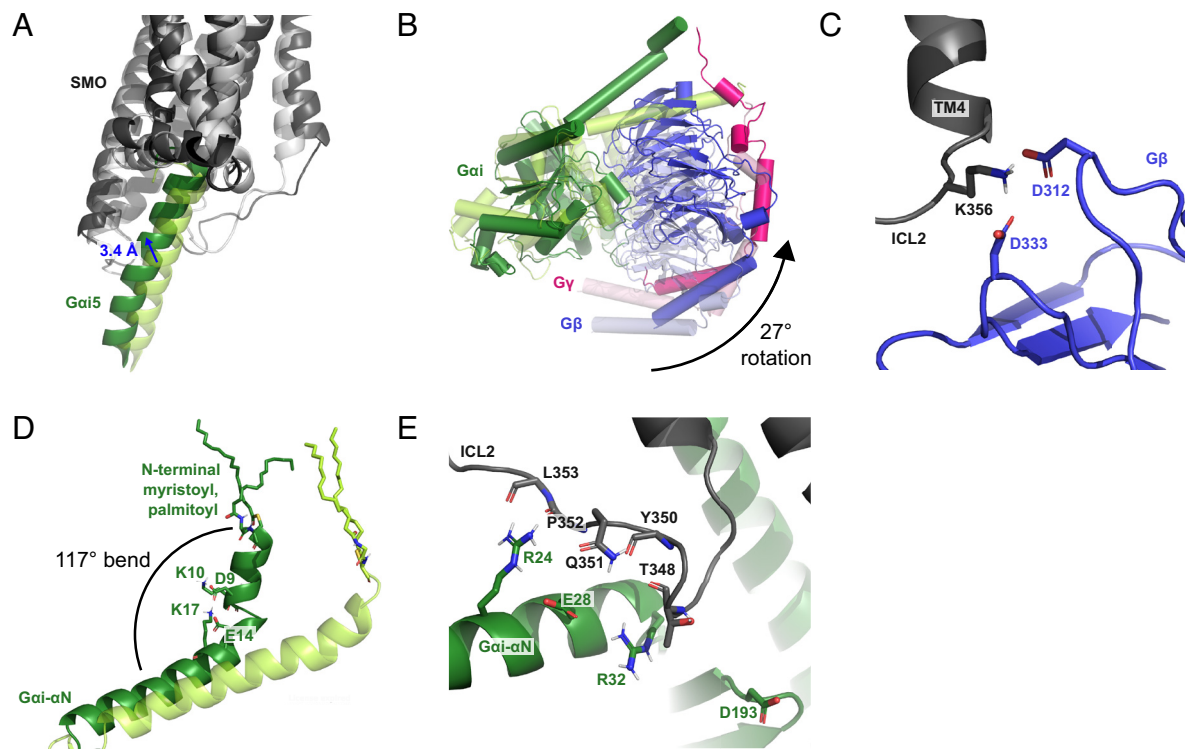 A
SMO
3.4 Å
Gαi5
B
Gαi
Gγ
Gβ
27°
rotation
C
TM4
Gβ
D312
K356
ICL2
D333
D
N-terminal
myristoyl,
palmitoyl
117° bend
K10
D9
K17
E14
Gαi-αN
E
ICL2
L353
P352
Y350
R24
Q351
T348
E28
Gαi-αN
R32
D193